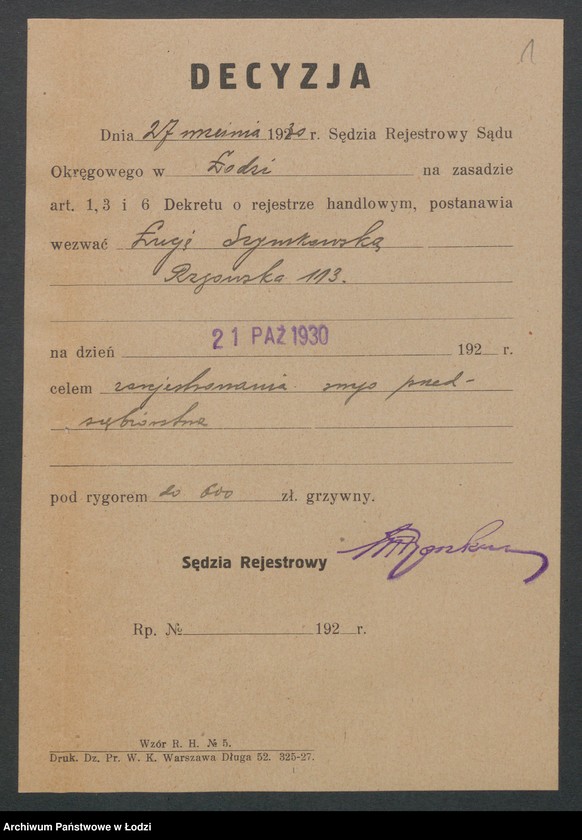 1
DECYZJA
Dnia 27 września 1930 r. Sędzia Rejestrowy Sądu
Okręgowego w Łodzi na zasadzie
art. 1, 3 i 6 Dekretu o rejestrze handlowym, postanawia
wezwać Szymkowską
Rzgowska 113.
21 PAŹ 1930
na dzień 192 r.
celem zarejestrowania swego przed-
siębiorstwa
pod rygorem do 600 zł. grzywny.
Sędzia Rejestrowy
Rp. № 192 r.
Wzór R. H. № 5.
Druk. Dz. Pr. W. K. Warszawa Długa 52. 325-27.
Archiwum Państwowe w Łodzi